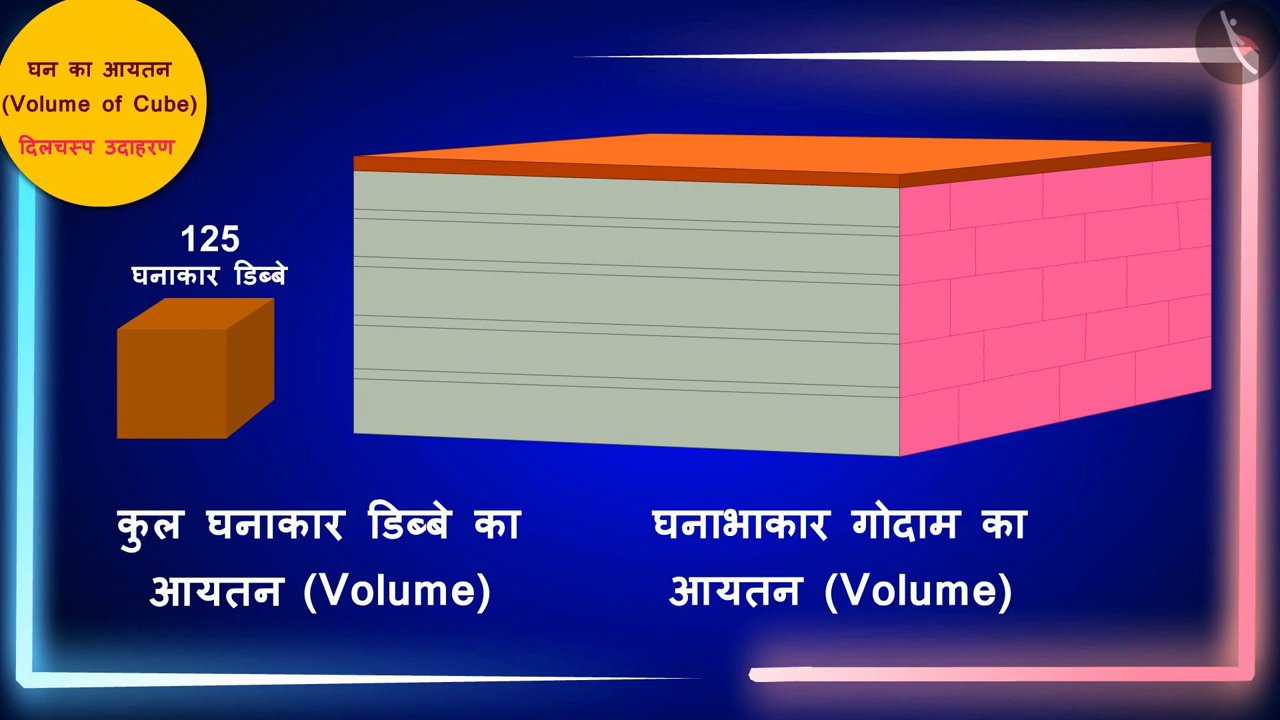 घन का आयतन
(Volume of Cube)
दिलचस्प उदाहरण
125
घनाकार डिब्बे
कुल घनाकार डिब्बे का
आयतन (Volume)
घनाभाकार गोदाम का
आयतन (Volume)